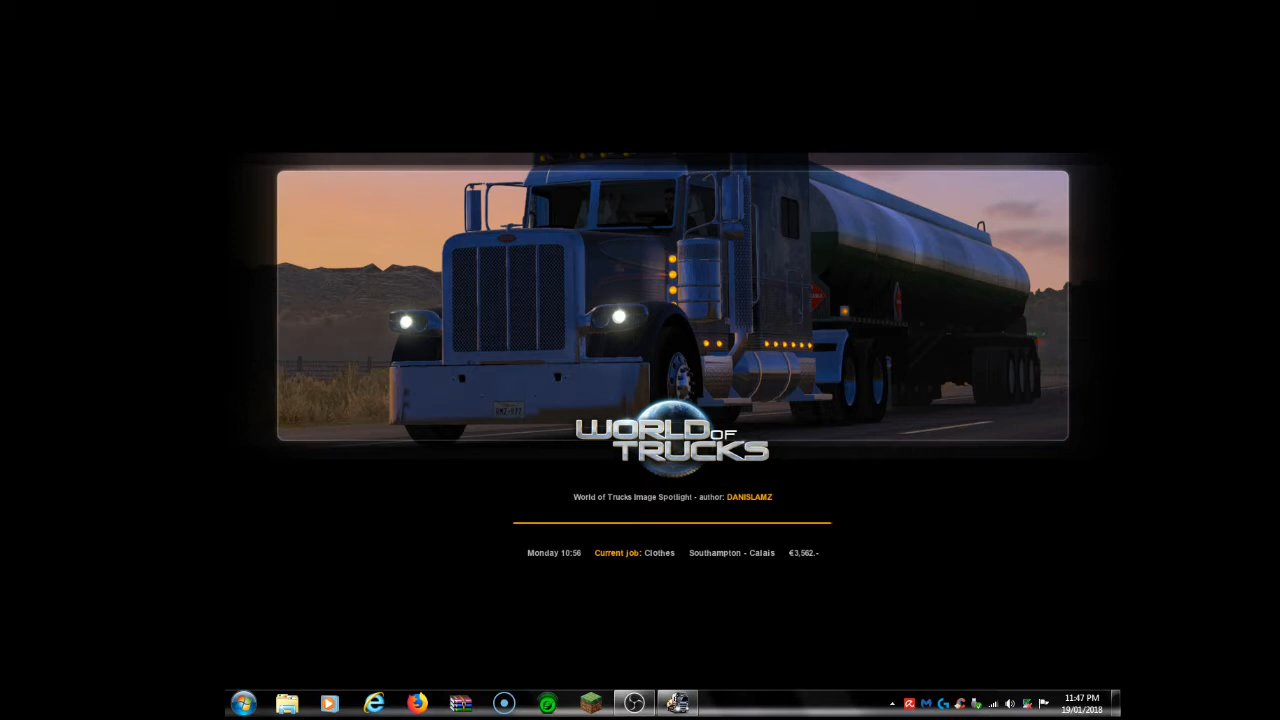 WORLD OF
TRUCKS
World of Trucks Image Spotlight - author: DANISLAMZ
Monday 10:56 Current job: Clothes Southampton - Calais €3,562.-
11:47 PM
19/01/2018